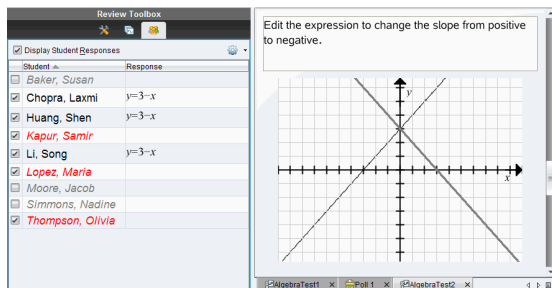 Review Toolbox
Display Student Responses
Student Response
Baker, Susan
Chopra, Laxmi y=3−x
Huang, Shen y=3−x
Kapur, Samir
Li, Song y=3−x
Lopez, Maria
Moore, Jacob
Simmons, Nadine
Thompson, Olivia
Edit the expression to change the slope from positive
to negative.
y
x
AlgebraTest1 × Poll 1 × AlgebraTest2 ×